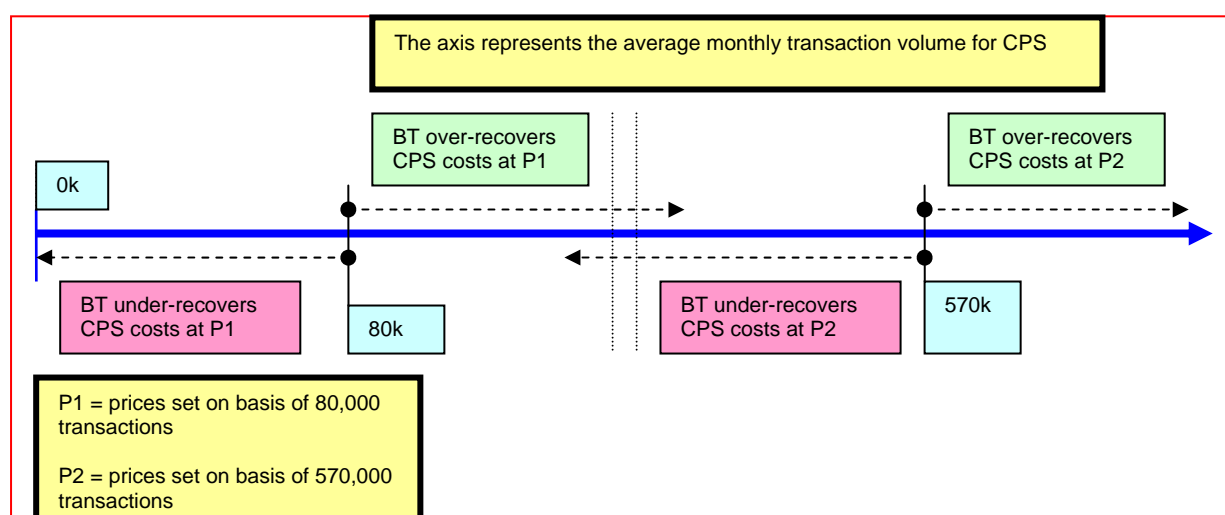 The axis represents the average monthly transaction volume for CPS
BT over-recovers
CPS costs at P1
BT over-recovers
CPS costs at P2
0k
BT under-recovers
CPS costs at P1
80k
BT under-recovers
CPS costs at P2
570k
P1 = prices set on basis of 80,000
transactions
P2 = prices set on basis of 570,000
transactions